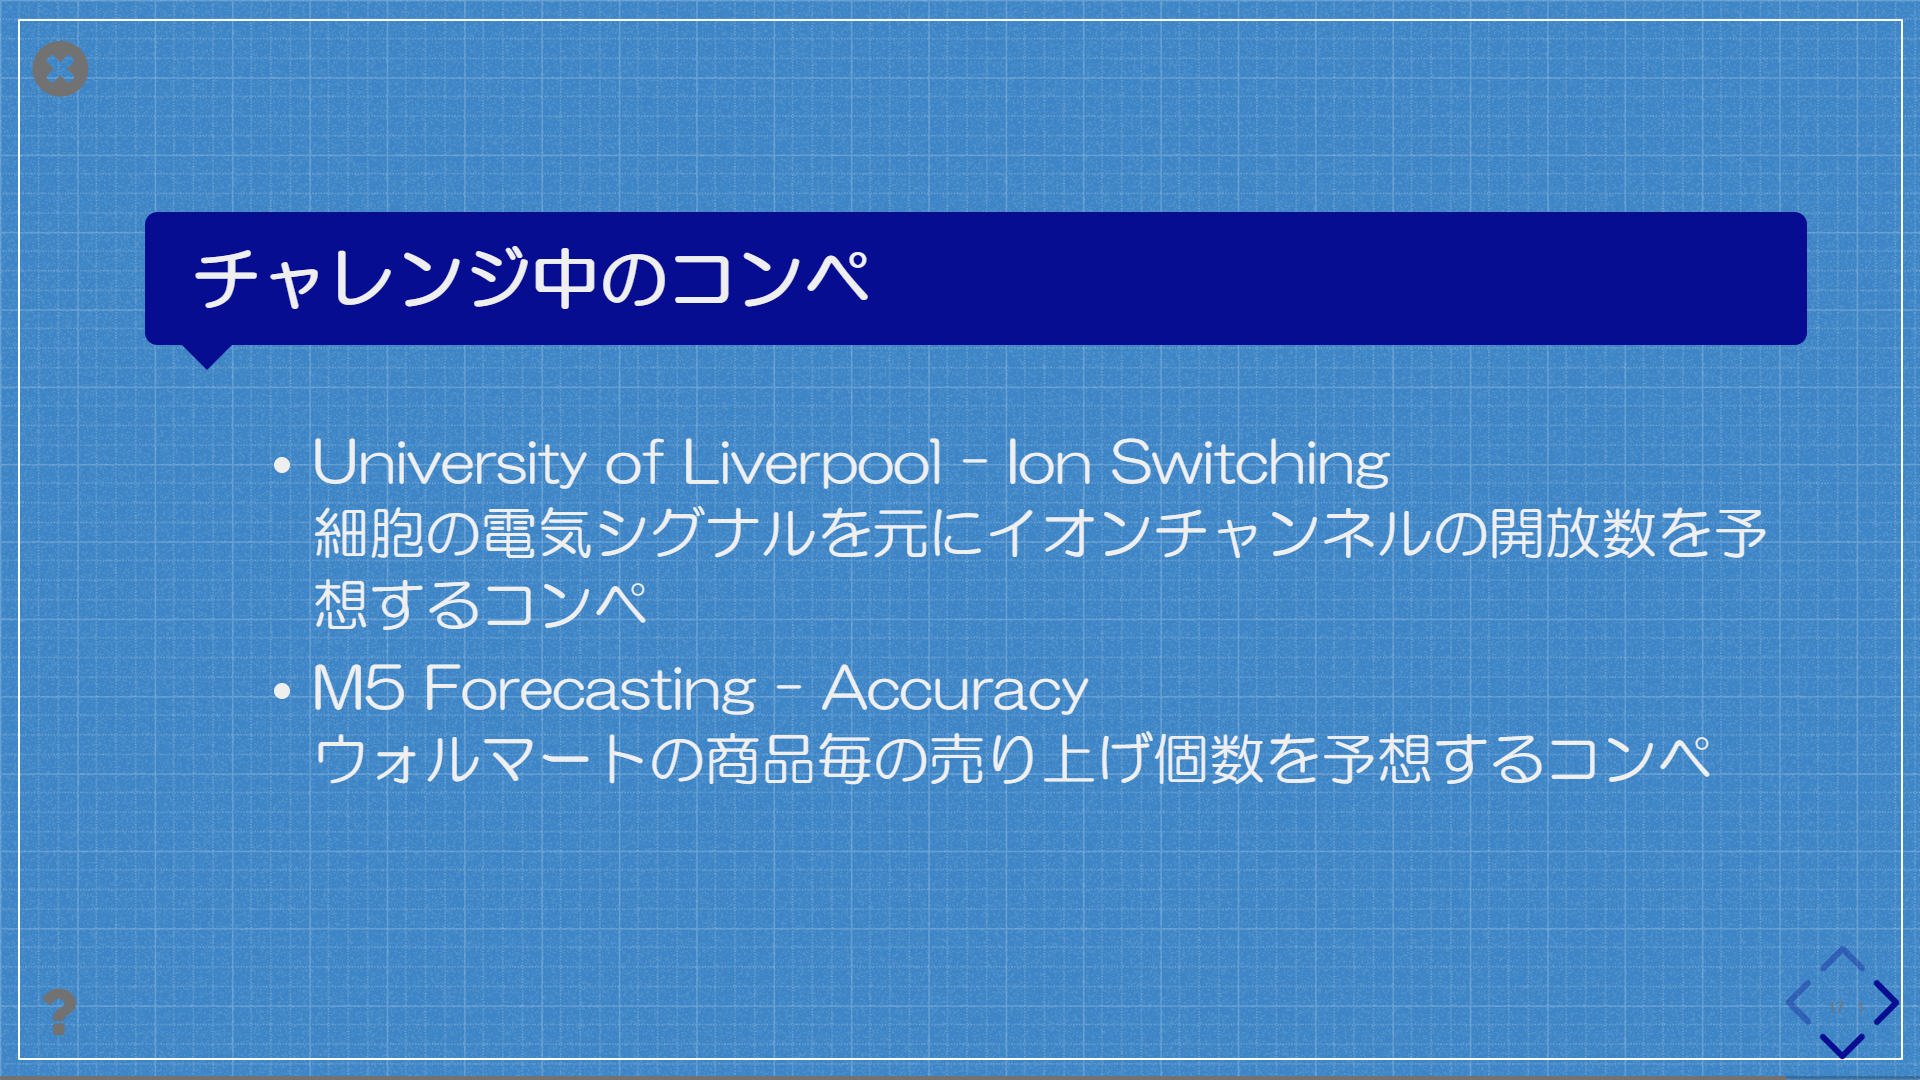 チャレンジ中のコンペ
University of Liverpool - Ion Switching
細胞の電気シグナルを元にイオンチャンネルの開放数を予
想するコンペ
M5 Forecasting - Accuracy
ウォルマートの商品毎の売り上げ個数を予想するコンペ
?